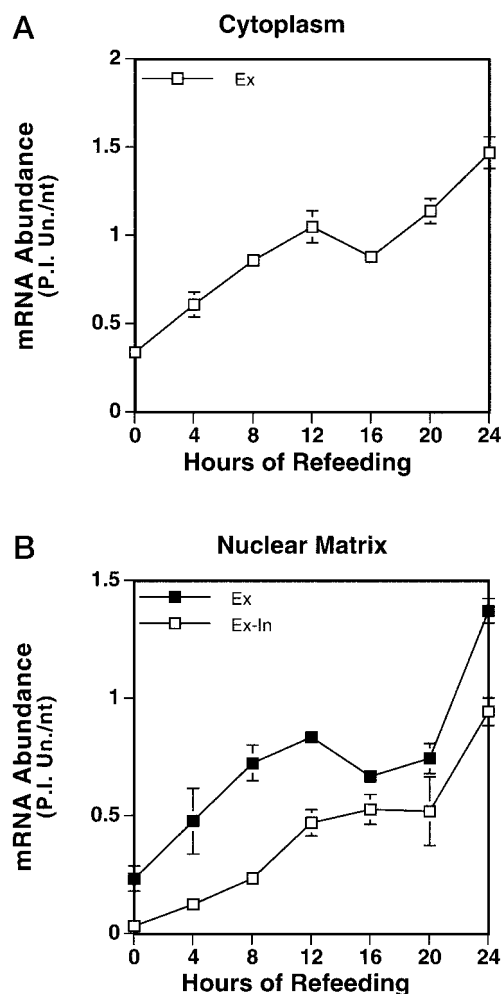 A
Cytoplasm
2
Ex
1.5
1
0.5
0
mRNA Abundance
(P.I. Un./nt)
0 4 8 12 16 20 24
Hours of Refeeding
B
Nuclear Matrix
1.5
Ex
Ex-In
1
0.5
0
mRNA Abundance
(P.I. Un./nt)
0 4 8 12 16 20 24
Hours of Refeeding